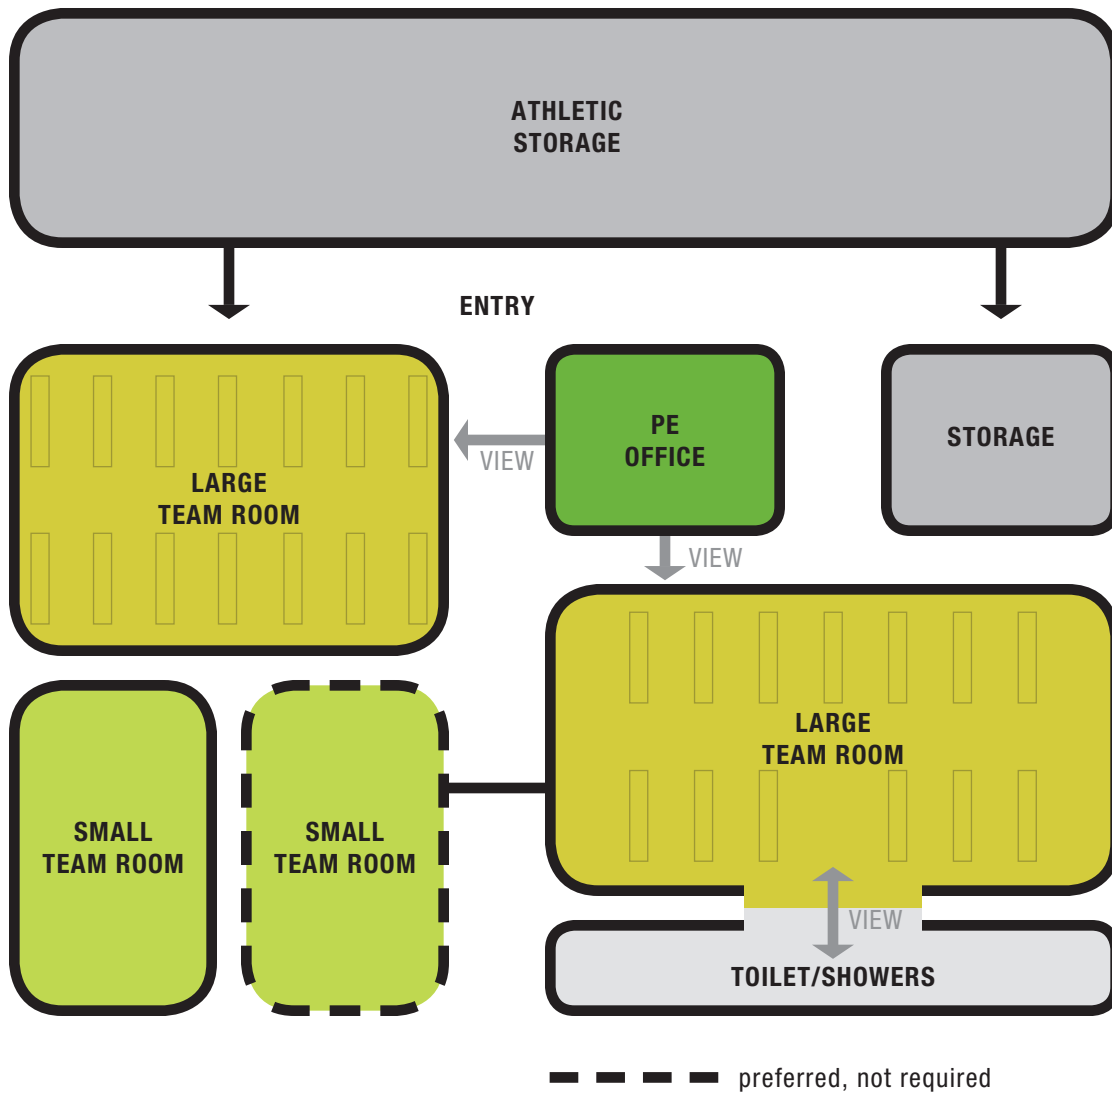 ATHLETIC
STORAGE
ENTRY
PE
OFFICE
STORAGE
VIEW
LARGE
TEAM ROOM
VIEW
LARGE
TEAM ROOM
SMALL
TEAM ROOM
SMALL
TEAM ROOM
VIEW
TOILET/SHOWERS
preferred, not required